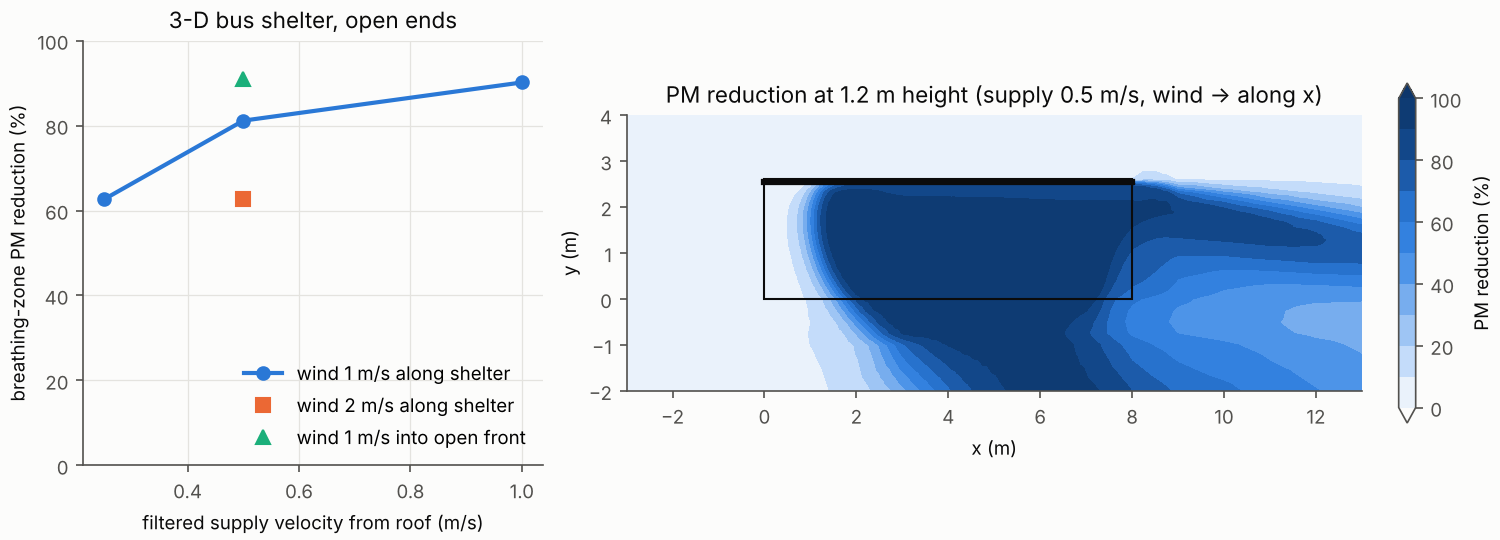 3-D bus shelter, open ends
breathing-zone PM reduction (%)
100
80
60
40
20
0
wind 1 m/s along shelter
wind 2 m/s along shelter
wind 1 m/s into open front
0.4 0.6 0.8 1.0
filtered supply velocity from roof (m/s)
PM reduction at 1.2 m height (supply 0.5 m/s, wind → along x)
y (m)
4
3
2
1
0
−1
−2
−2 0 2 4 6 8 10 12
x (m)
100
80
60
40
20
0
PM reduction (%)